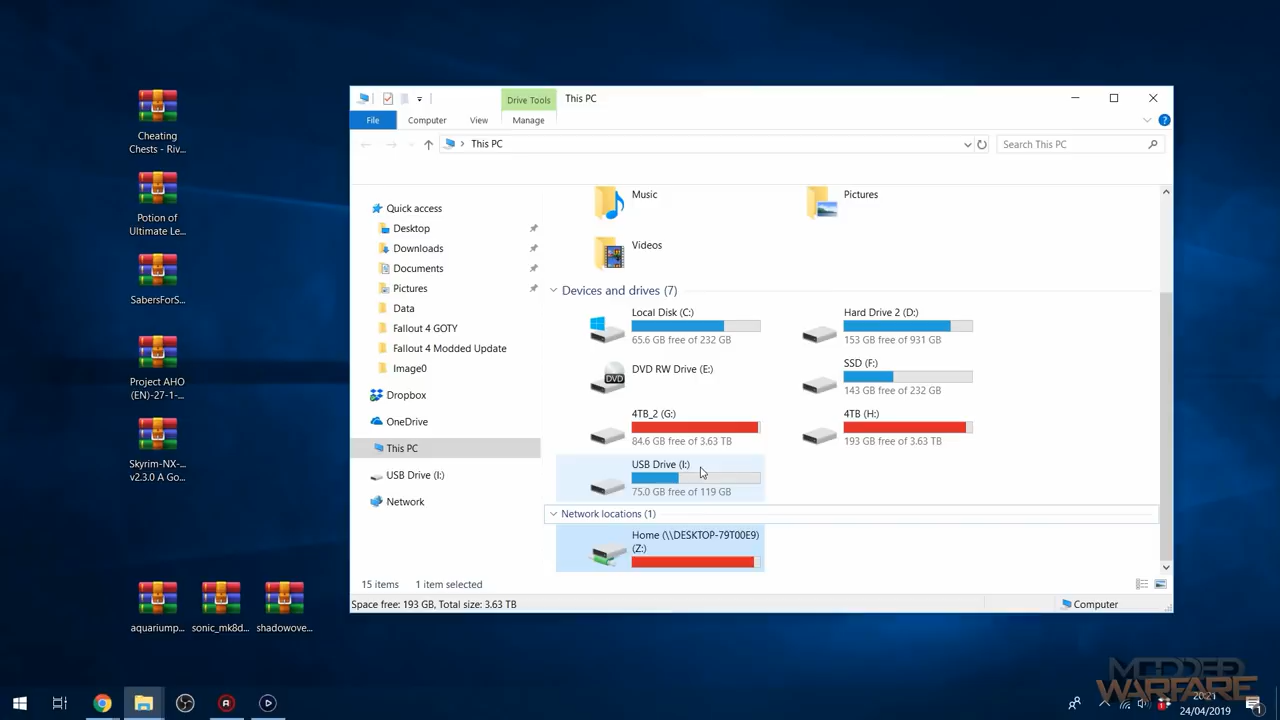 Cheating
Chests - Riv...
Potion of
Ultimate Le...
SabersForS...
Project AHO
(EN)-27-1-...
Skyrim-NX-...
v2.3.0 A Go...
aquariump...
sonic_mk8d...
shadowove...
Drive Tools
This PC
File
Computer
View
Manage
This PC
Search This PC
Quick access
Desktop
Downloads
Documents
Pictures
Data
Fallout 4 GOTY
Fallout 4 Modded Update
Image0
Dropbox
OneDrive
This PC
USB Drive (I:)
Network
Music
Pictures
Videos
Devices and drives (7)
Local Disk (C:)
65.6 GB free of 232 GB
Hard Drive 2 (D:)
153 GB free of 931 GB
DVD RW Drive (E:)
DVD
SSD (F:)
143 GB free of 232 GB
4TB_2 (G:)
84.6 GB free of 3.63 TB
4TB (H:)
193 GB free of 3.63 TB
USB Drive (I:)
75.0 GB free of 119 GB
Network locations (1)
Home (\\DESKTOP-79T00E9)
(Z:)
15 items
1 item selected
Space free: 193 GB, Total size: 3.63 TB
Computer
MODDED
WARFARE
20:21
24/04/2019
1